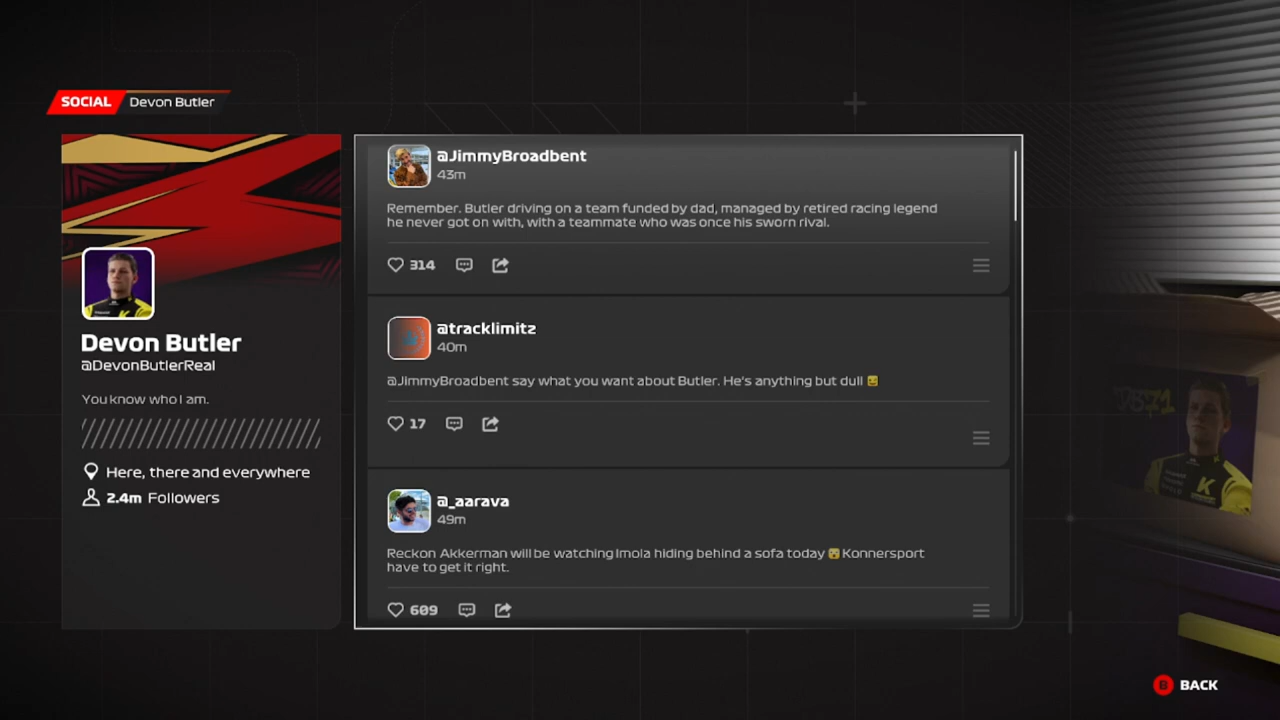 SOCIAL Devon Butler
@JimmyBroadbent
43m
Remember. Butler driving on a team funded by dad, managed by retired racing legend
he never got on with, with a teammate who was once his sworn rival.
314
@tracklimitz
40m
@JimmyBroadbent say what you want about Butler. He's anything but dull
17
@_aarava
49m
Reckon Akkerman will be watching Imola hiding behind a sofa today 😮 Konnersport
have to get it right.
609
Devon Butler
@DevonButlerReal
You know who I am.
Here, there and everywhere
2.4m Followers
DB71
K
B BACK